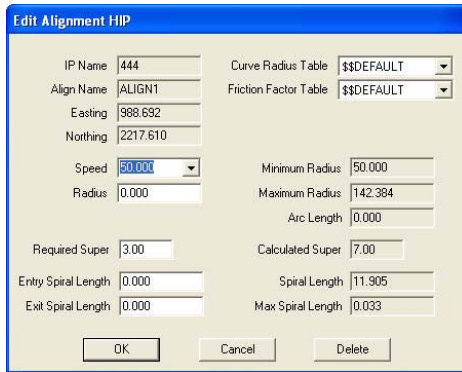 Edit Alignment HIP
IP Name 444 Curve Radius Table $$DEFAULT
Align Name ALIGN1 Friction Factor Table $$DEFAULT
Easting 988.692
Northing 2217.610
Speed 50.000 Minimum Radius 50.000
Radius 0.000 Maximum Radius 142.384
Arc Length 0.000
Required Super 3.00 Calculated Super 7.00
Entry Spiral Length 0.000 Spiral Length 11.905
Exit Spiral Length 0.000 Max Spiral Length 0.033
OK Cancel Delete